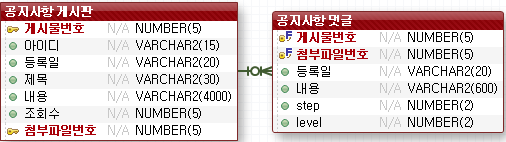 공지사항 게시판
게시물번호 N/A NUMBER(5)
아이디 N/A VARCHAR2(15)
등록일 N/A VARCHAR2(20)
제목 N/A VARCHAR2(30)
내용 N/A VARCHAR2(4000)
조회수 N/A NUMBER(5)
첨부파일번호 N/A NUMBER(5)
공지사항 댓글
게시물번호 N/A NUMBER(5)
첨부파일번호 N/A NUMBER(5)
등록일 N/A VARCHAR2(20)
내용 N/A VARCHAR2(600)
step N/A NUMBER(2)
level N/A NUMBER(2)